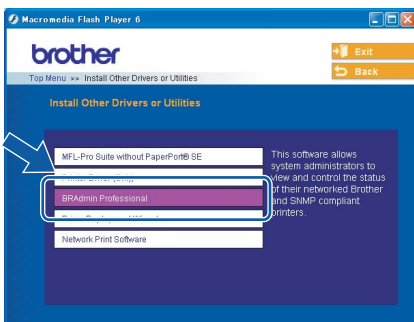 Macromedia Flash Player 6
brother
Exit
Back
Top Menu >> Install Other Drivers or Utilities
Install Other Drivers or Utilities
MFL-Pro Suite without PaperPort® SE
BRAdmin Professional
Network Print Software
This software allows
system administrators to
view and control the status
of their networked Brother
and SNMP compliant
printers.